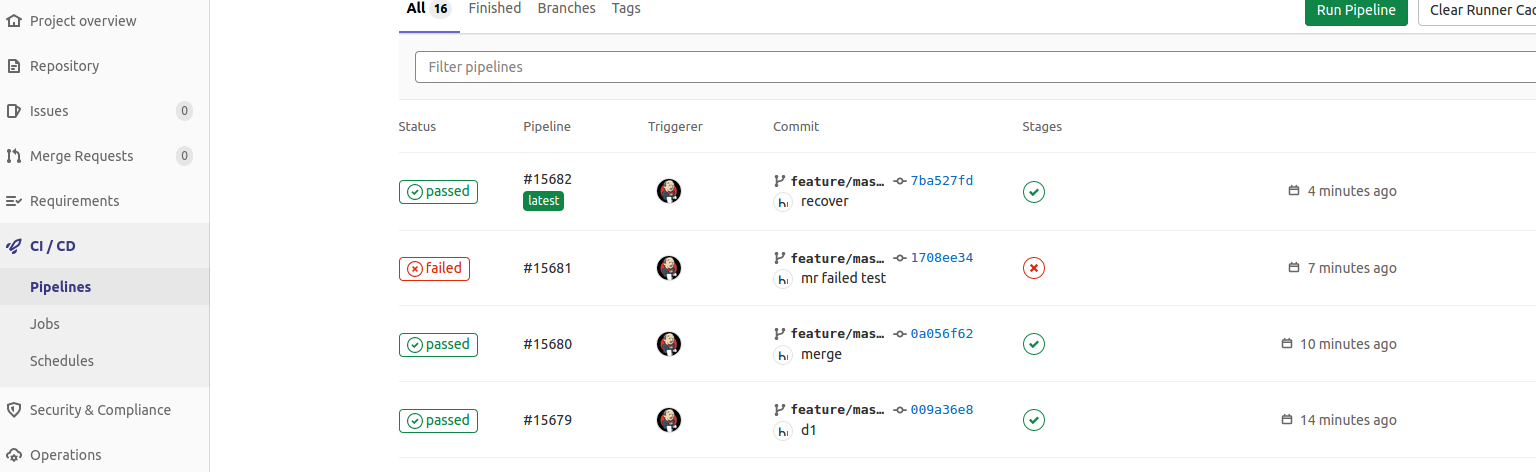 Project overview
Repository
Issues 0
Merge Requests 0
Requirements
CI / CD
Pipelines
Jobs
Schedules
Security & Compliance
Operations
All 16 Finished Branches Tags
Run Pipeline Clear Runner Cac
Filter pipelines
Status Pipeline Triggerer Commit Stages
passed #15682 latest feature/mas… 7ba527fd 4 minutes ago
recover
failed #15681 feature/mas… 1708ee34 7 minutes ago
mr failed test
passed #15680 feature/mas… 0a056f62 10 minutes ago
merge
passed #15679 feature/mas… 009a36e8 14 minutes ago
d1